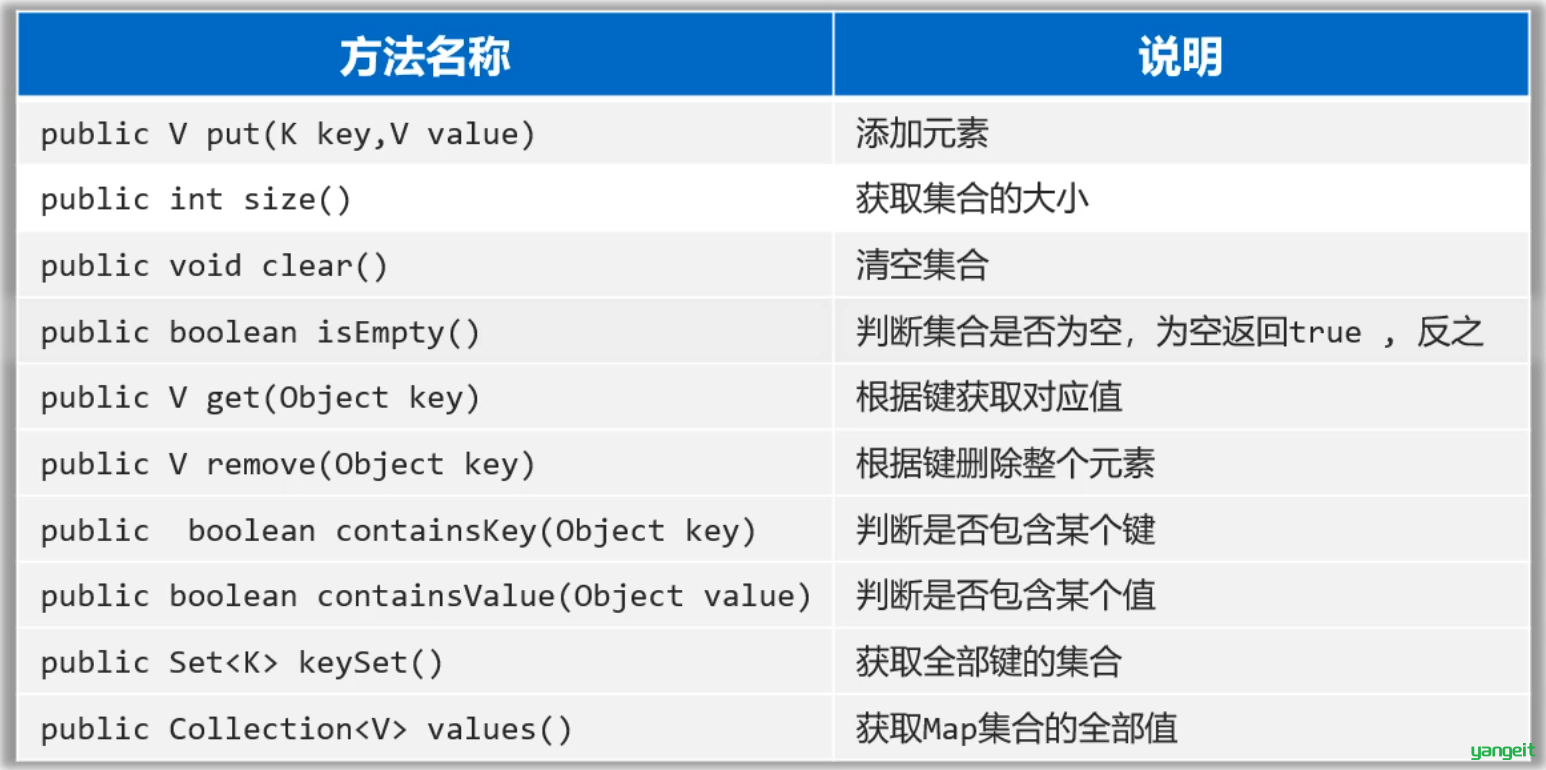 方法名称 说明
public V put(K key,V value) 添加元素
public int size() 获取集合的大小
public void clear() 清空集合
public boolean isEmpty() 判断集合是否为空，为空返回true , 反之
public V get(Object key) 根据键获取对应值
public V remove(Object key) 根据键删除整个元素
public  boolean containsKey(Object key) 判断是否包含某个键
public boolean containsValue(Object value) 判断是否包含某个值
public Set<K> keySet() 获取全部键的集合
public Collection<V> values() 获取Map集合的全部值
yangeit